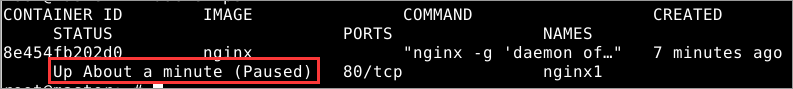 CONTAINER ID IMAGE COMMAND CREATED
STATUS PORTS NAMES
8e454fb202d0 nginx "nginx -g 'daemon of…" 7 minutes ago
Up About a minute (Paused) 80/tcp nginx1